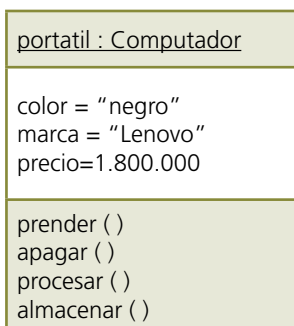 portatil : Computador
color = “negro”
marca = “Lenovo”
precio=1.800.000
prender ( )
apagar ( )
procesar ( )
almacenar ( )